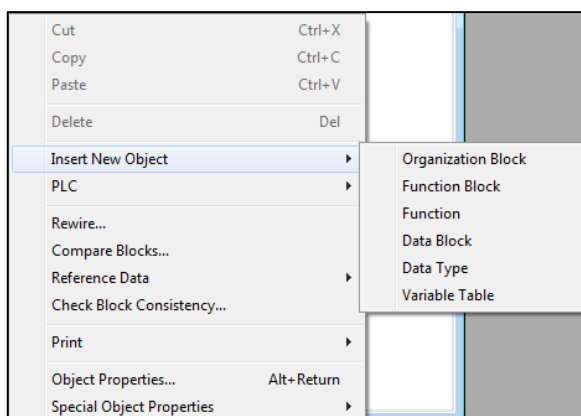 Cut Ctrl+X
Copy Ctrl+C
Paste Ctrl+V
Delete Del
Insert New Object
PLC
Rewire...
Compare Blocks...
Reference Data
Check Block Consistency...
Print
Object Properties... Alt+Return
Special Object Properties
Organization Block
Function Block
Function
Data Block
Data Type
Variable Table